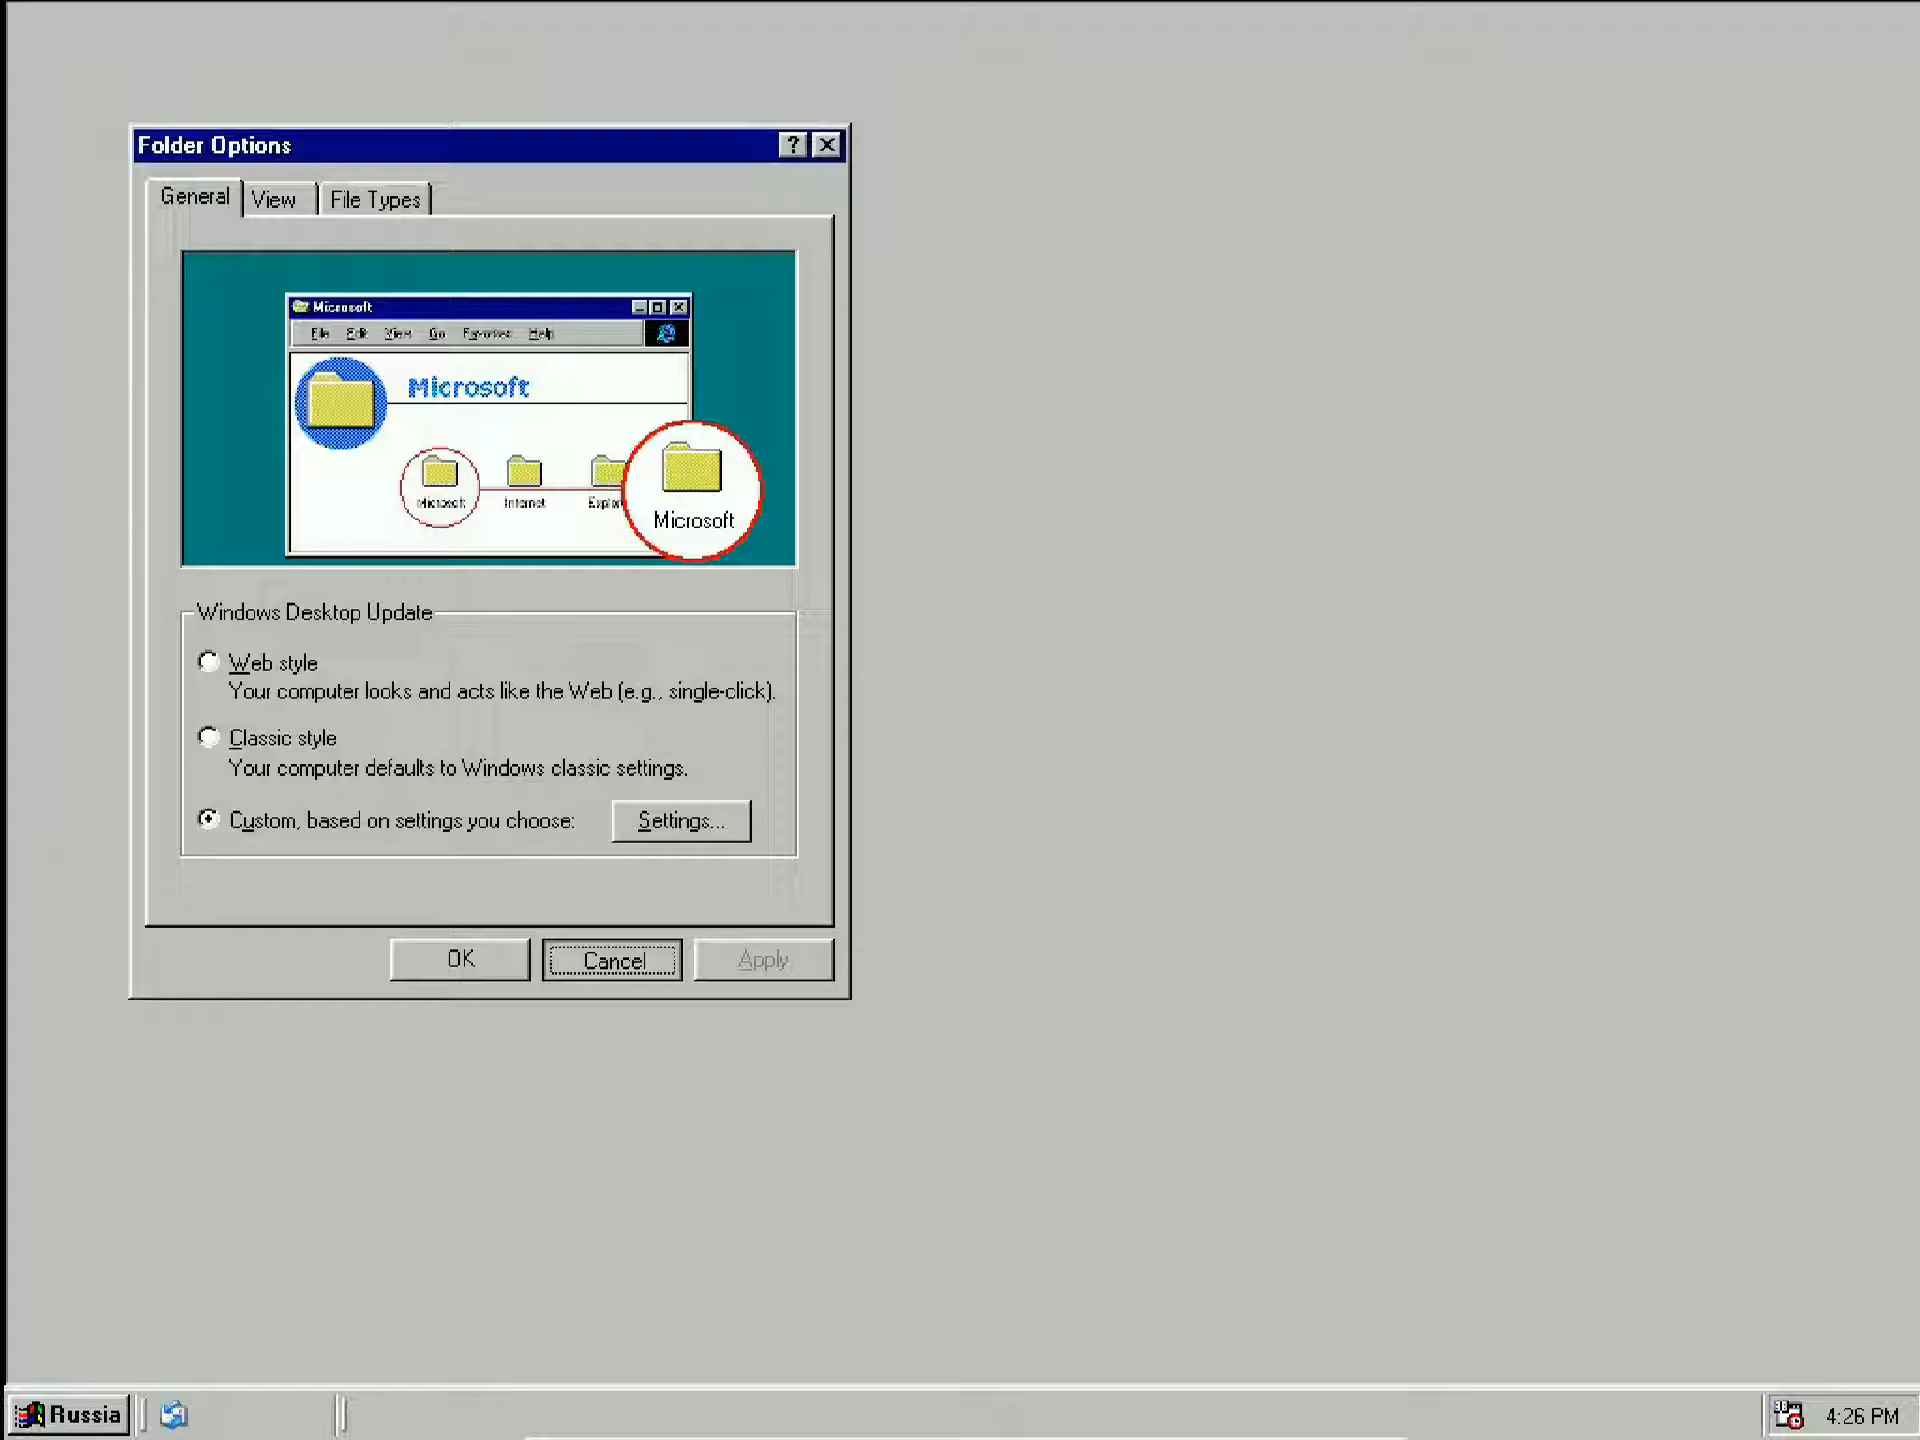 Folder Options
General View File Types
Microsoft
File Edit View Go Favorites Help
Microsoft
Microsoft Internet Explor
Microsoft
Windows Desktop Update
Web style
Your computer looks and acts like the Web (e.g., single-click).
Classic style
Your computer defaults to Windows classic settings.
Custom, based on settings you choose: Settings...
OK Cancel Apply
Russia 4:26 PM